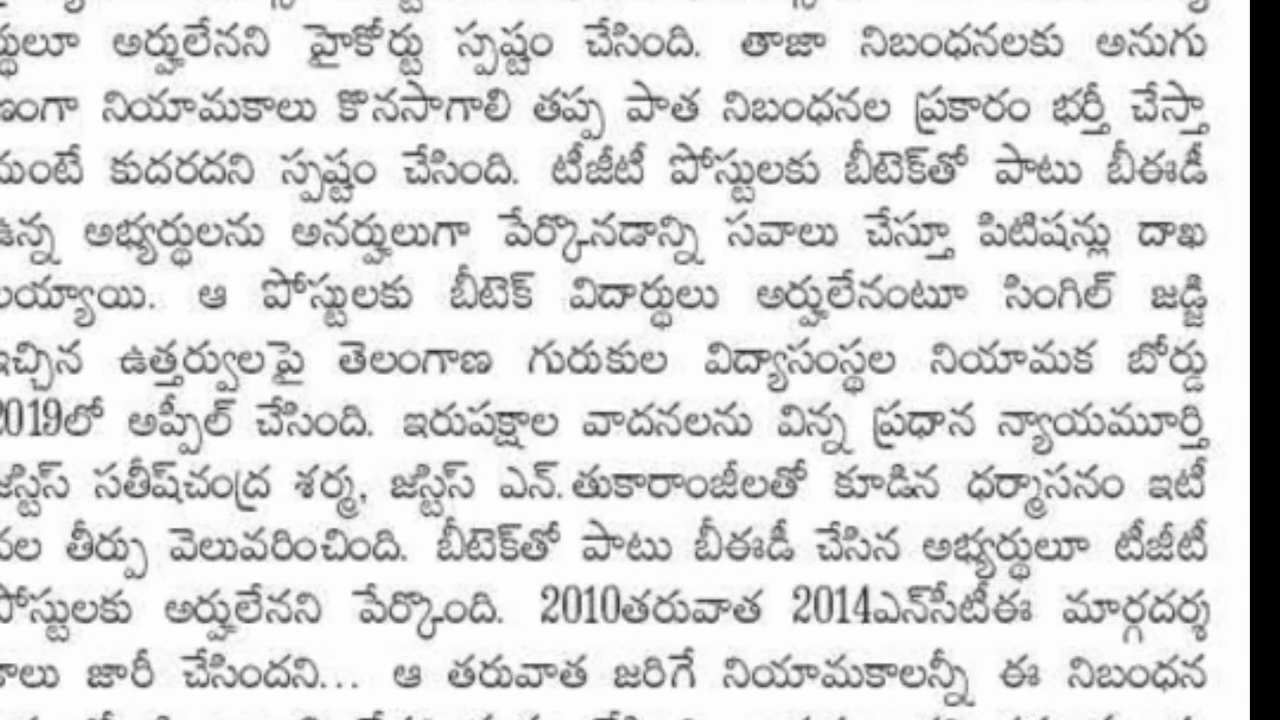 ర్థులూ అర్హులేనని హైకోర్టు స్పష్టం చేసింది. తాజా నిబంధనలకు అనుగు
ణంగా నియామకాలు కొనసాగాలి తప్ప పాత నిబంధనల ప్రకారం భర్తీ చేస్తా
మంటే కుదరదని స్పష్టం చేసింది. టీజీటీ పోస్టులకు బీటెక్‌తో పాటు బీఈడీ
ఉన్న అభ్యర్థులను అనర్హులుగా పేర్కొనడాన్ని సవాలు చేస్తూ పిటిషన్లు దాఖ
లయ్యాయి. ఆ పోస్టులకు బీటెక్ విదార్థులు అర్హులేనంటూ సింగిల్ జడ్జి
ఇచ్చిన ఉత్తర్వులపై తెలంగాణ గురుకుల విద్యాసంస్థల నియామక బోర్డు
2019లో అప్పీల్ చేసింది. ఇరుపక్షాల వాదనలను విన్న ప్రధాన న్యాయమూర్తి
జస్టిస్ సతీష్‌చంద్ర శర్మ, జస్టిస్ ఎన్. తుకారాంజీలతో కూడిన ధర్మాసనం ఇటీ
వల తీర్పు వెలువరించింది. బీటెక్‌తో పాటు బీఈడీ చేసిన అభ్యర్థులూ టీజీటీ
పోస్టులకు అర్హులేనని పేర్కొంది. 2010తరువాత 2014ఎన్‌సీటీఈ మార్గదర్శ
కాలు జారీ చేసిందని... ఆ తరువాత జరిగే నియామకాలన్నీ ఈ నిబంధన